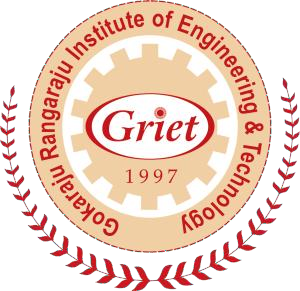 Gokaraju Rangaraju Institute of Engineering & Technology
Griet
1997